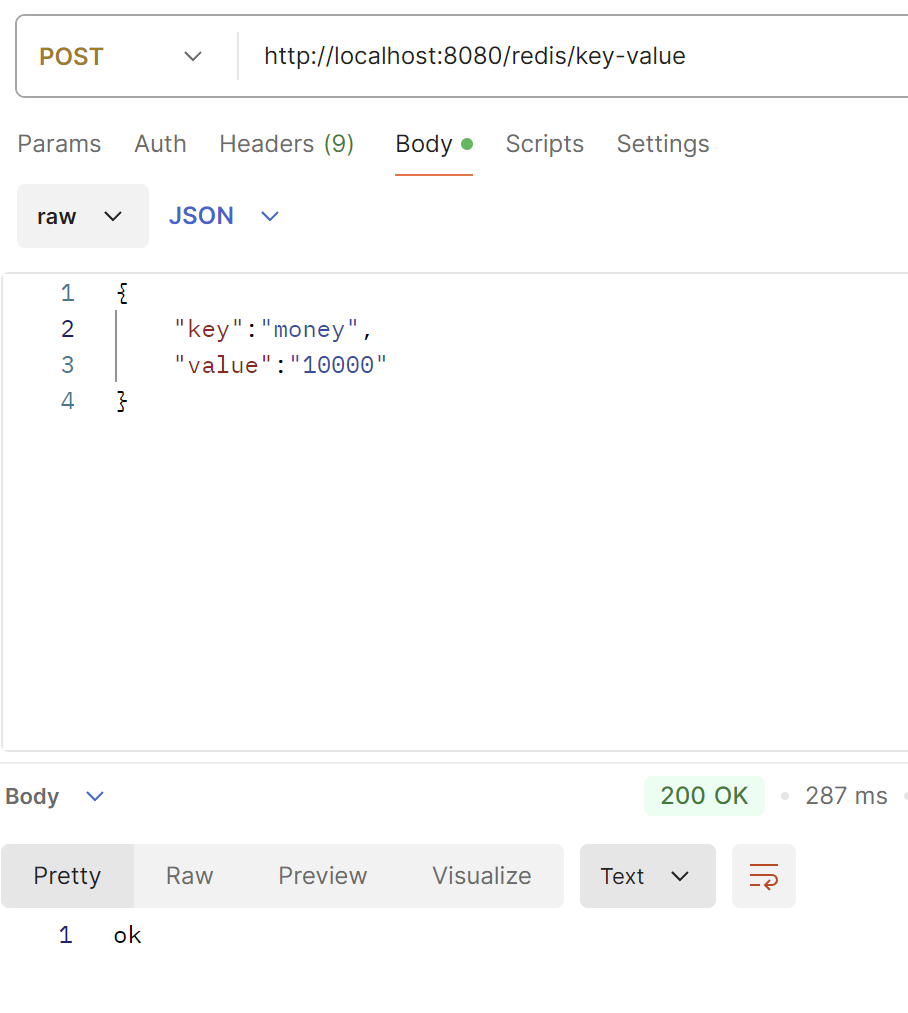 POST http://localhost:8080/redis/key-value
Params Auth Headers (9) Body Scripts Settings
raw JSON
1 {
2 "key":"money",
3 "value":"10000"
4 }
Body 200 OK 287 ms
Pretty Raw Preview Visualize Text
1 ok